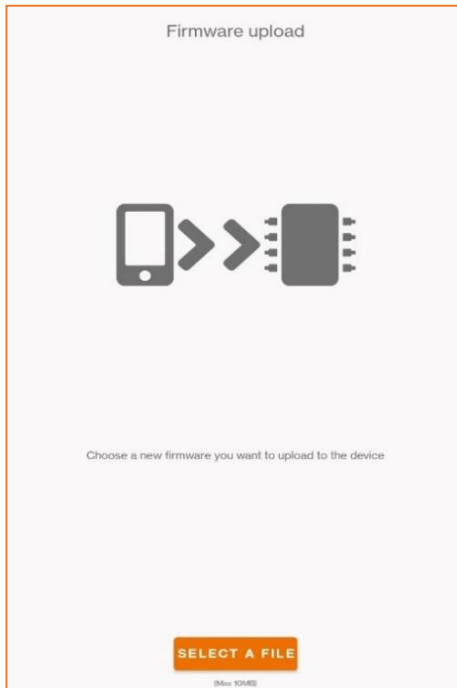 Firmware upload
Choose a new firmware you want to upload to the device
SELECT A FILE
(Max 10MB)